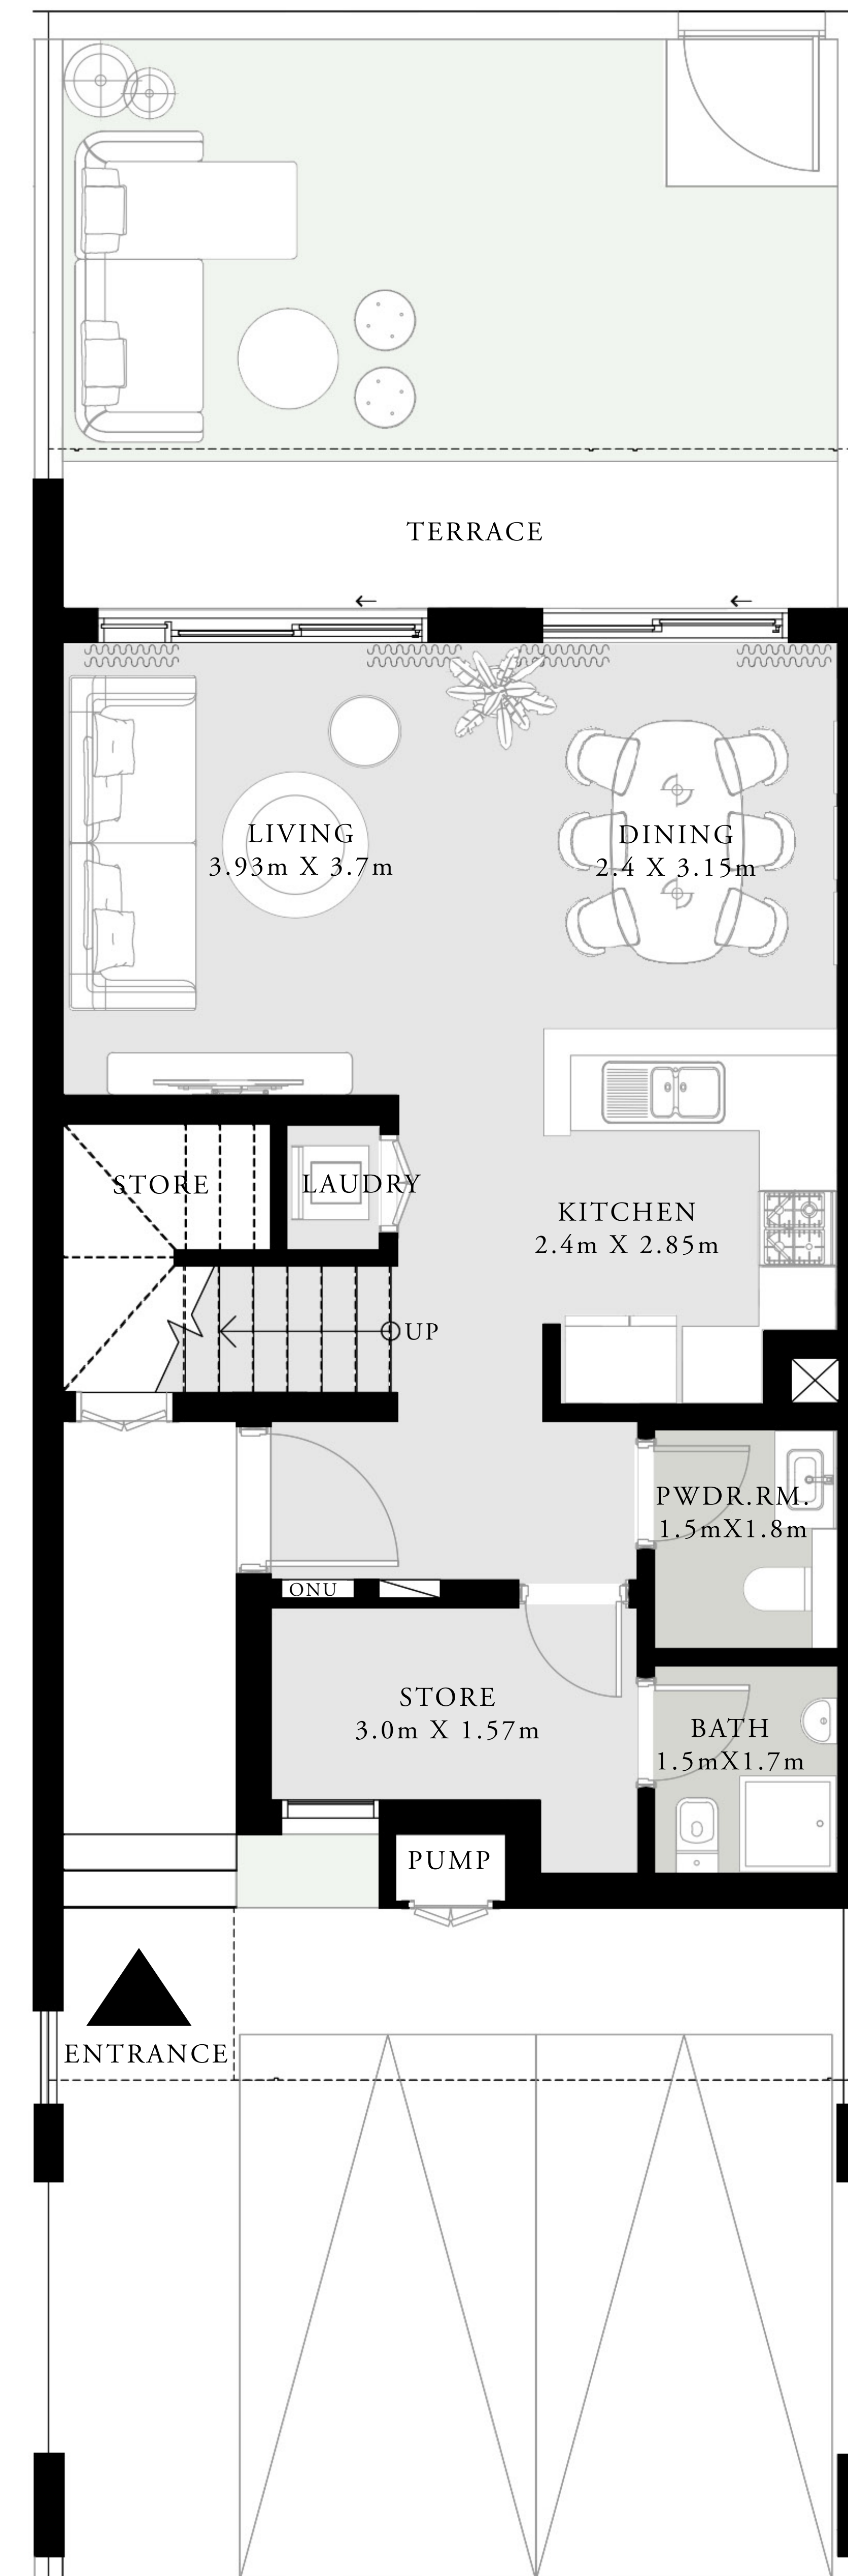 TERRACE
LIVING
3.93m X 3.7m
DINING
2.4 X 3.15m
STORE
LAUDRY
KITCHEN
2.4m X 2.85m
UP
PWDR.RM.
1.5mX1.8m
ONU
STORE
3.0m X 1.57m
BATH
1.5mX1.7m
PUMP
ENTRANCE